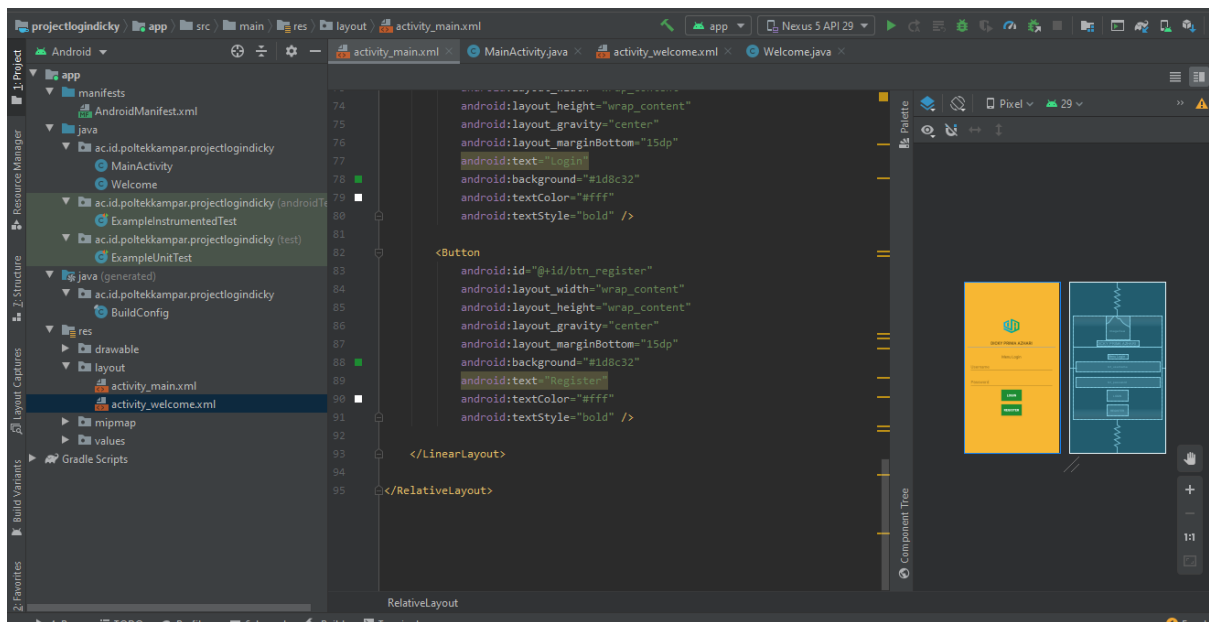 projectlogindicky app src main res layout activity_main.xml app Nexus 5 API 29
Android
activity_main.xml MainActivity.java activity_welcome.xml Welcome.java
1: Project
Resource Manager
Z: Structure
Layout Captures
Build Variants
2: Favorites
app
manifests
AndroidManifest.xml
java
ac.id.poltekkampar.projectlogindicky
MainActivity
Welcome
ac.id.poltekkampar.projectlogindicky (androidTe
ExampleInstrumentedTest
ac.id.poltekkampar.projectlogindicky (test)
ExampleUnitTest
java (generated)
ac.id.poltekkampar.projectlogindicky
BuildConfig
res
drawable
layout
activity_main.xml
activity_welcome.xml
mipmap
values
Gradle Scripts
74 android:layout_height="wrap_content"
75 android:layout_gravity="center"
76 android:layout_marginBottom="15dp"
77 android:text="Login"
78 android:background="#1d8c32"
79 android:textColor="#fff"
80 android:textStyle="bold" />
81
82 <Button
83 android:id="@+id/btn_register"
84 android:layout_width="wrap_content"
85 android:layout_height="wrap_content"
86 android:layout_gravity="center"
87 android:layout_marginBottom="15dp"
88 android:background="#1d8c32"
89 android:text="Register"
90 android:textColor="#fff"
91 android:textStyle="bold" />
92
93 </LinearLayout>
94
95 </RelativeLayout>
RelativeLayout
Palette
Component Tree
Pixel 29
LOGIN
REGISTER
1:1